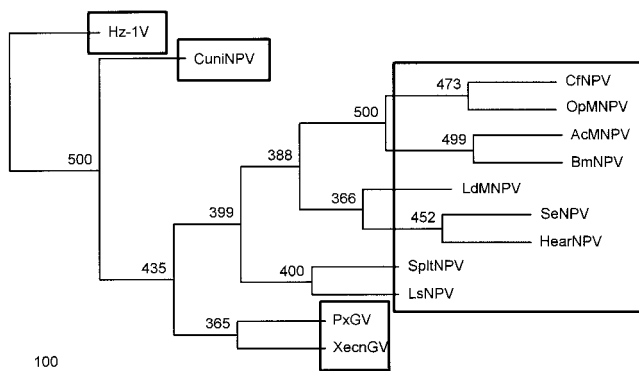 Hz-1V
CuniNPV
CfNPV
473
OpMNPV
500
AcMNPV
499
BmNPV
388
500
LdMNPV
366
SeNPV
399
452
HearNPV
435
SpltNPV
400
LsNPV
PxGV
365
XecnGV
100